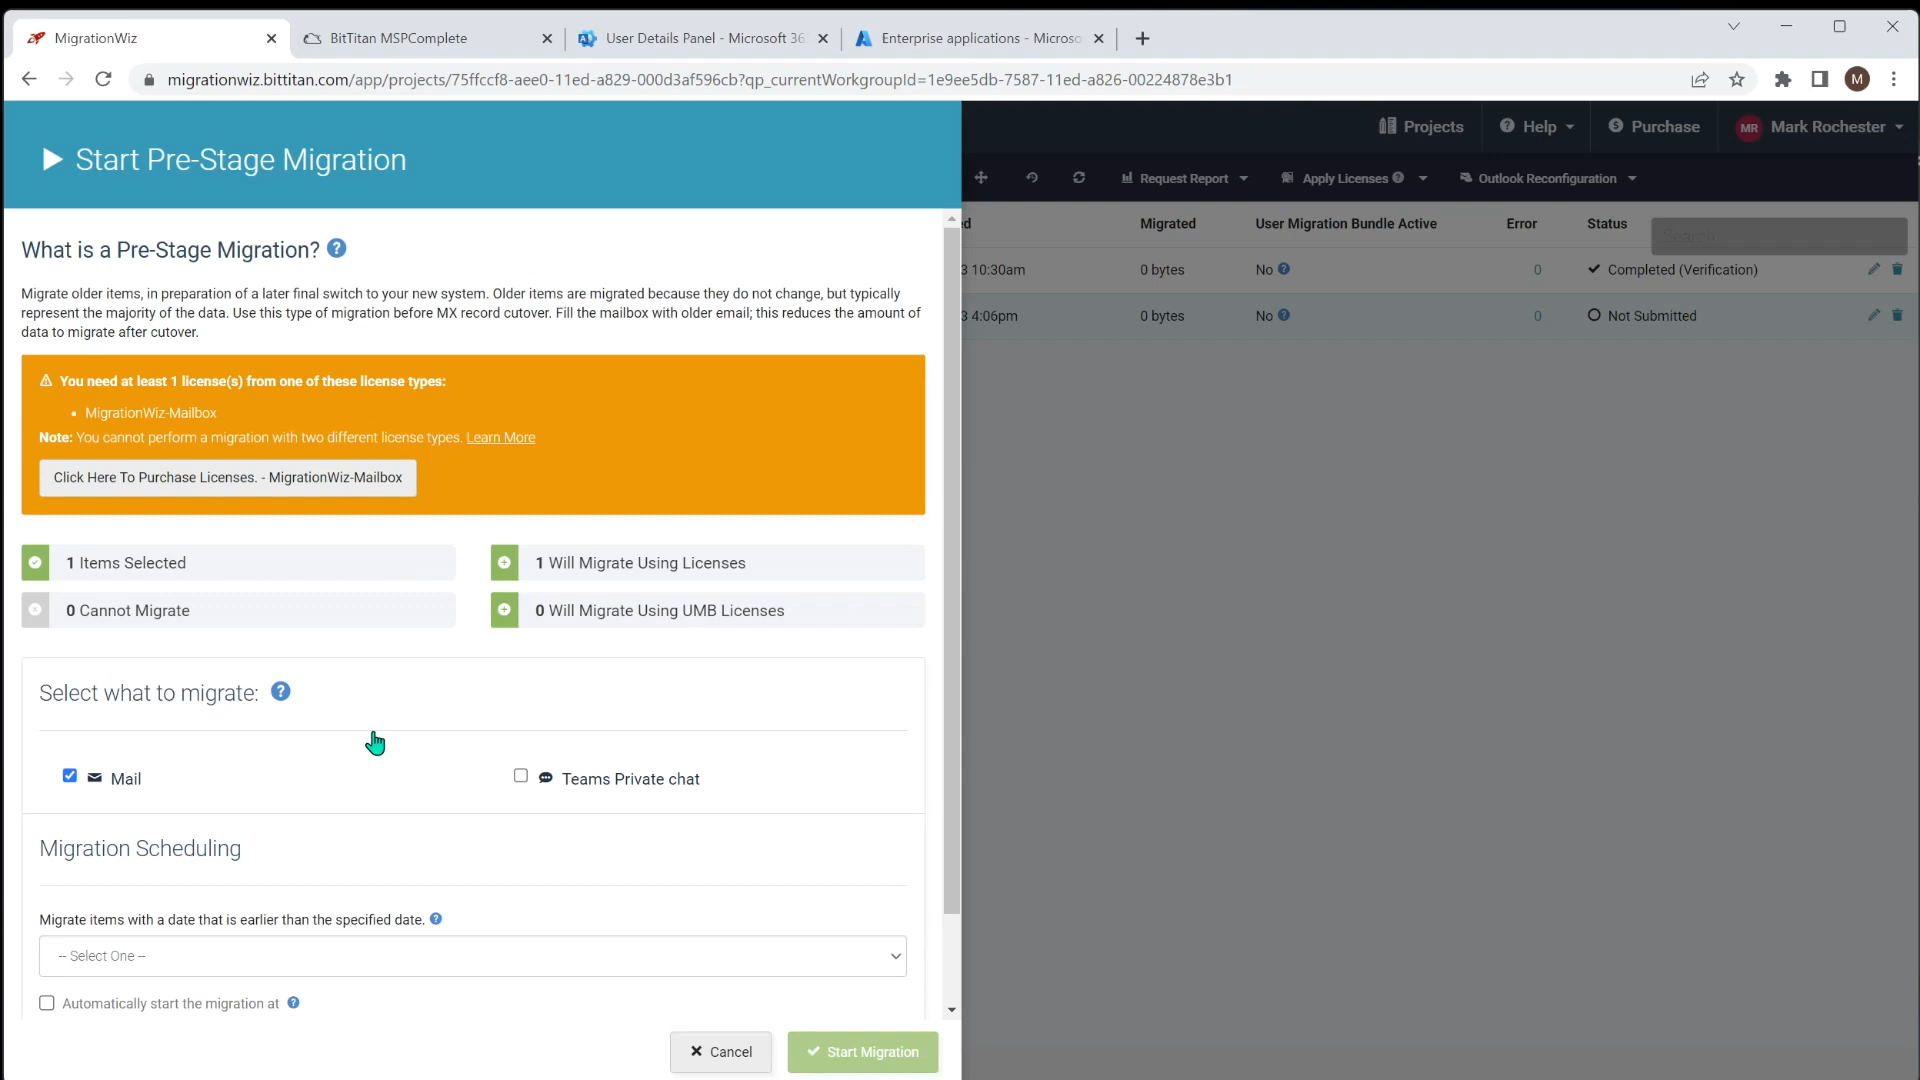 MigrationWiz
BitTitan MSPComplete
User Details Panel - Microsoft 36
Enterprise applications - Micros
migrationwiz.bittitan.com/app/projects/75ffccf8-aee0-11ed-a829-000d3af596cb?qp_currentWorkgroupId=1e9ee5db-7587-11ed-a826-00224878e3b1
M
Start Pre-Stage Migration
Projects
Help
Purchase
MR Mark Rochester
Request Report
Apply Licenses
Outlook Reconfiguration
What is a Pre-Stage Migration?
Migrate older items, in preparation of a later final switch to your new system. Older items are migrated because they do not change, but typically
represent the majority of the data. Use this type of migration before MX record cutover. Fill the mailbox with older email; this reduces the amount of
data to migrate after cutover.
ed Migrated User Migration Bundle Active Error Status
Search
3 10:30am 0 bytes No 0 Completed (Verification)
3 4:06pm 0 bytes No 0 Not Submitted
You need at least 1 license(s) from one of these license types:
• MigrationWiz-Mailbox
Note: You cannot perform a migration with two different license types. Learn More
Click Here To Purchase Licenses. - MigrationWiz-Mailbox
1 Items Selected
1 Will Migrate Using Licenses
0 Cannot Migrate
0 Will Migrate Using UMB Licenses
Select what to migrate:
Mail
Teams Private chat
Migration Scheduling
Migrate items with a date that is earlier than the specified date.
-- Select One --
Automatically start the migration at
Cancel
Start Migration